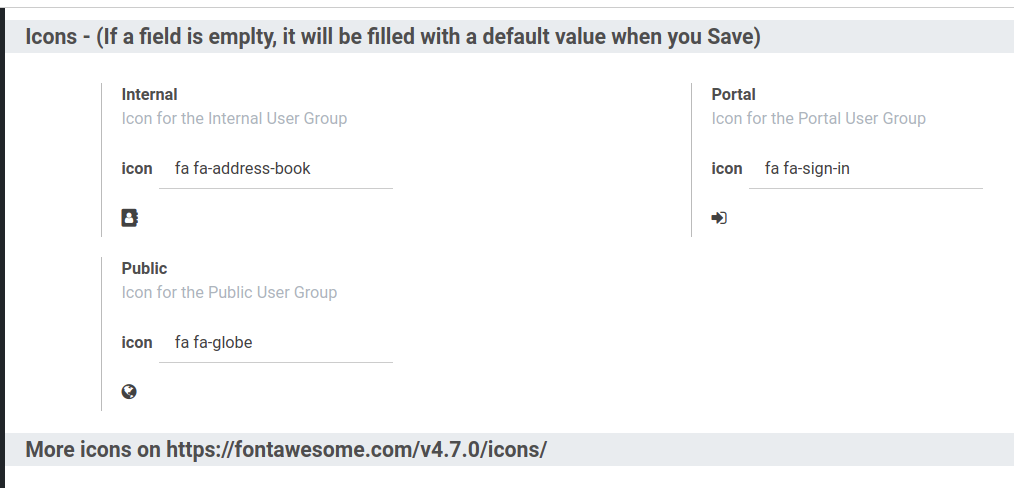 Icons - (If a field is emplty, it will be filled with a default value when you Save)
Internal
Icon for the Internal User Group
icon fa fa-address-book
Portal
Icon for the Portal User Group
icon fa fa-sign-in
Public
Icon for the Public User Group
icon fa fa-globe
More icons on https://fontawesome.com/v4.7.0/icons/